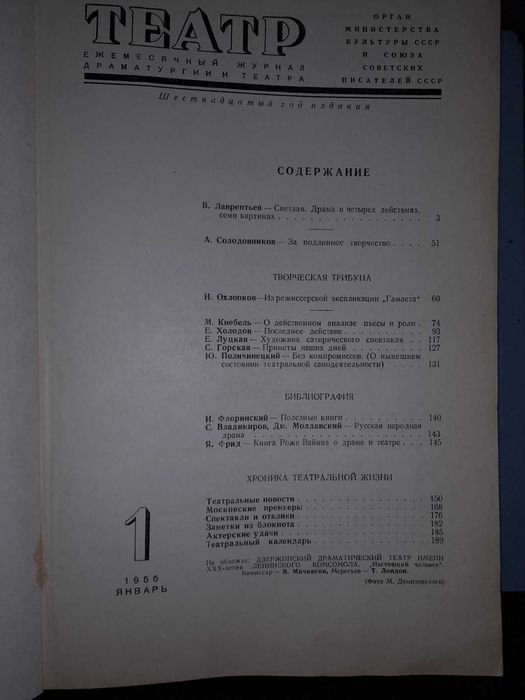 ТЕАТР
ЕЖЕМЕСЯЧНЫЙ ЖУРНАЛ
ДРАМАТУРГИИ И ТЕАТРА
ОРГАН
МИНИСТЕРСТВА
КУЛЬТУРЫ СССР
И СОЮЗА
СОВЕТСКИХ
ПИСАТЕЛЕЙ СССР
Шестнадцатый год издания
СОДЕРЖАНИЕ
В. Лаврентьев — Светлая. Драма в четырех действиях,
семи картинах . . . . . . . . . . . . . . . . . . 3
А. Солодовников — За подлинное творчество . . . . 51
ТВОРЧЕСКАЯ ТРИБУНА
Н. Охлопков — Из режиссерской экспликации „Гамлета“ 60
М. Кнебель — О действенном анализе пьесы и роли . 74
Е. Холодов — Последнее действие . . . . . . . . . 93
Е. Луцкая — Художник сатирического спектакля . . 117
С. Горская — Приметы наших дней . . . . . . . . . 127
Ю. Поличинецкий — Без компромиссов. (О нынешнем
состоянии театральной самодеятельности) . . . . 131
БИБЛИОГРАФИЯ
И. Флоринский — Полезные книги . . . . . . . . . 140
С. Владимиров, Дм. Молдавский — Русская народная
драма . . . . . . . . . . . . . . . . . . . . . 143
Я. Фрид — Книга Роже Вайяна о драме и театре . . 145
ХРОНИКА ТЕАТРАЛЬНОЙ ЖИЗНИ
Театральные новости . . . . . . . . . . . . . . 150
Московские премьеры . . . . . . . . . . . . . . 168
Спектакли и отклики . . . . . . . . . . . . . . 176
Заметки из блокнота . . . . . . . . . . . . . . 182
Актерские удачи . . . . . . . . . . . . . . . . 185
Театральный календарь . . . . . . . . . . . . . 189
На обложке: ДЗЕРЖИНСКИЙ ДРАМАТИЧЕСКИЙ ТЕАТР ИМЕНИ
XXX-летия ЛЕНИНСКОГО КОМСОМОЛА. „Настоящий человек“.
Комиссар — В. Мачкасов, Мересьев — Т. Лондон.
(Фото М. Демитовского)
1
1955
ЯНВАРЬ